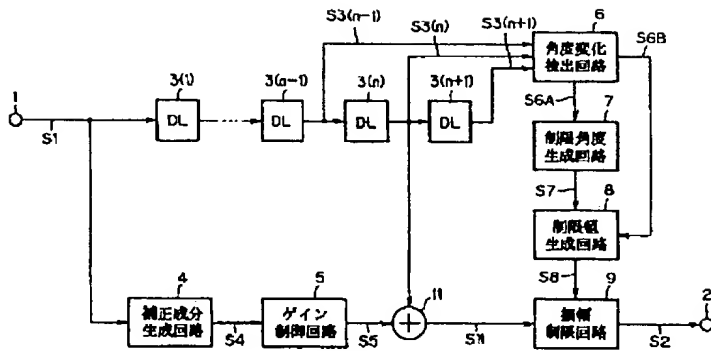 S3(n-1)
S3(n)
S3(n+1)
6
角度変化
検出回路
S6B
1
S1
3(1)
DL
3(n-1)
DL
3(n)
DL
3(n+1)
DL
S6A
7
制限角度
生成回路
S7
8
制限値
生成回路
S8
4
補正成分
生成回路
S4
5
ゲイン
制御回路
S5
11
+
S11
9
振幅
制限回路
S2
2